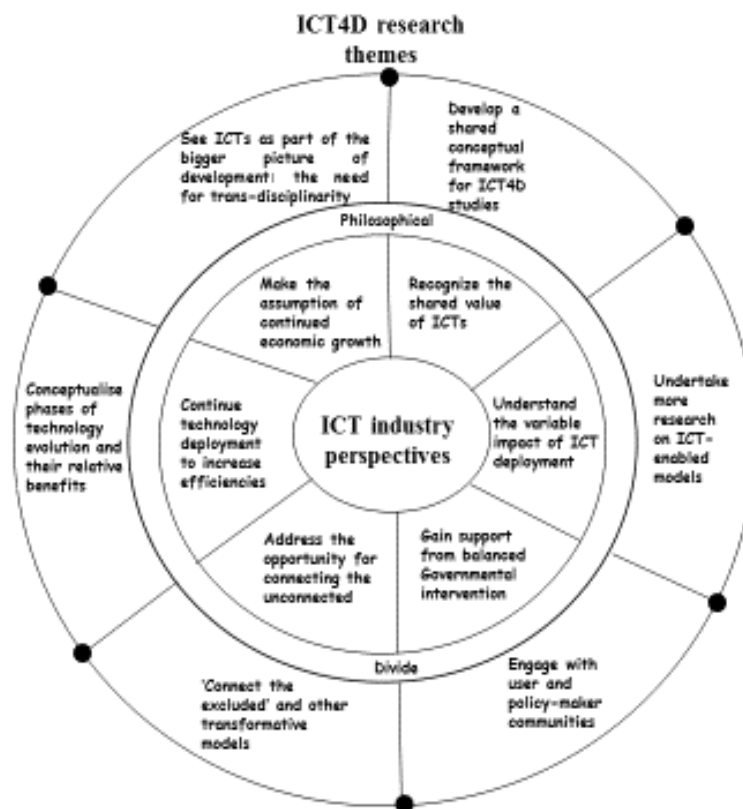 ICT4D research
themes
See ICTs as part of the
bigger picture of
development: the need
for trans-disciplinarity
Develop a
shared
conceptual
framework
for ICT4D
studies
Philosophical
Make the
assumption of
continued
economic growth
Recognize the
shared value
of ICTs
Conceptualise
phases of
technology
evolution and
their relative
benefits
Continue
technology
deployment
to increase
efficiencies
ICT industry
perspectives
Understand
the variable
impact of ICT
deployment
Undertake
more
research
on ICT-
enabled
models
Address the
opportunity for
connecting the
unconnected
Gain support
from balanced
Governmental
intervention
Divide
'Connect the
excluded' and other
transformative
models
Engage with
user and
policy-maker
communities